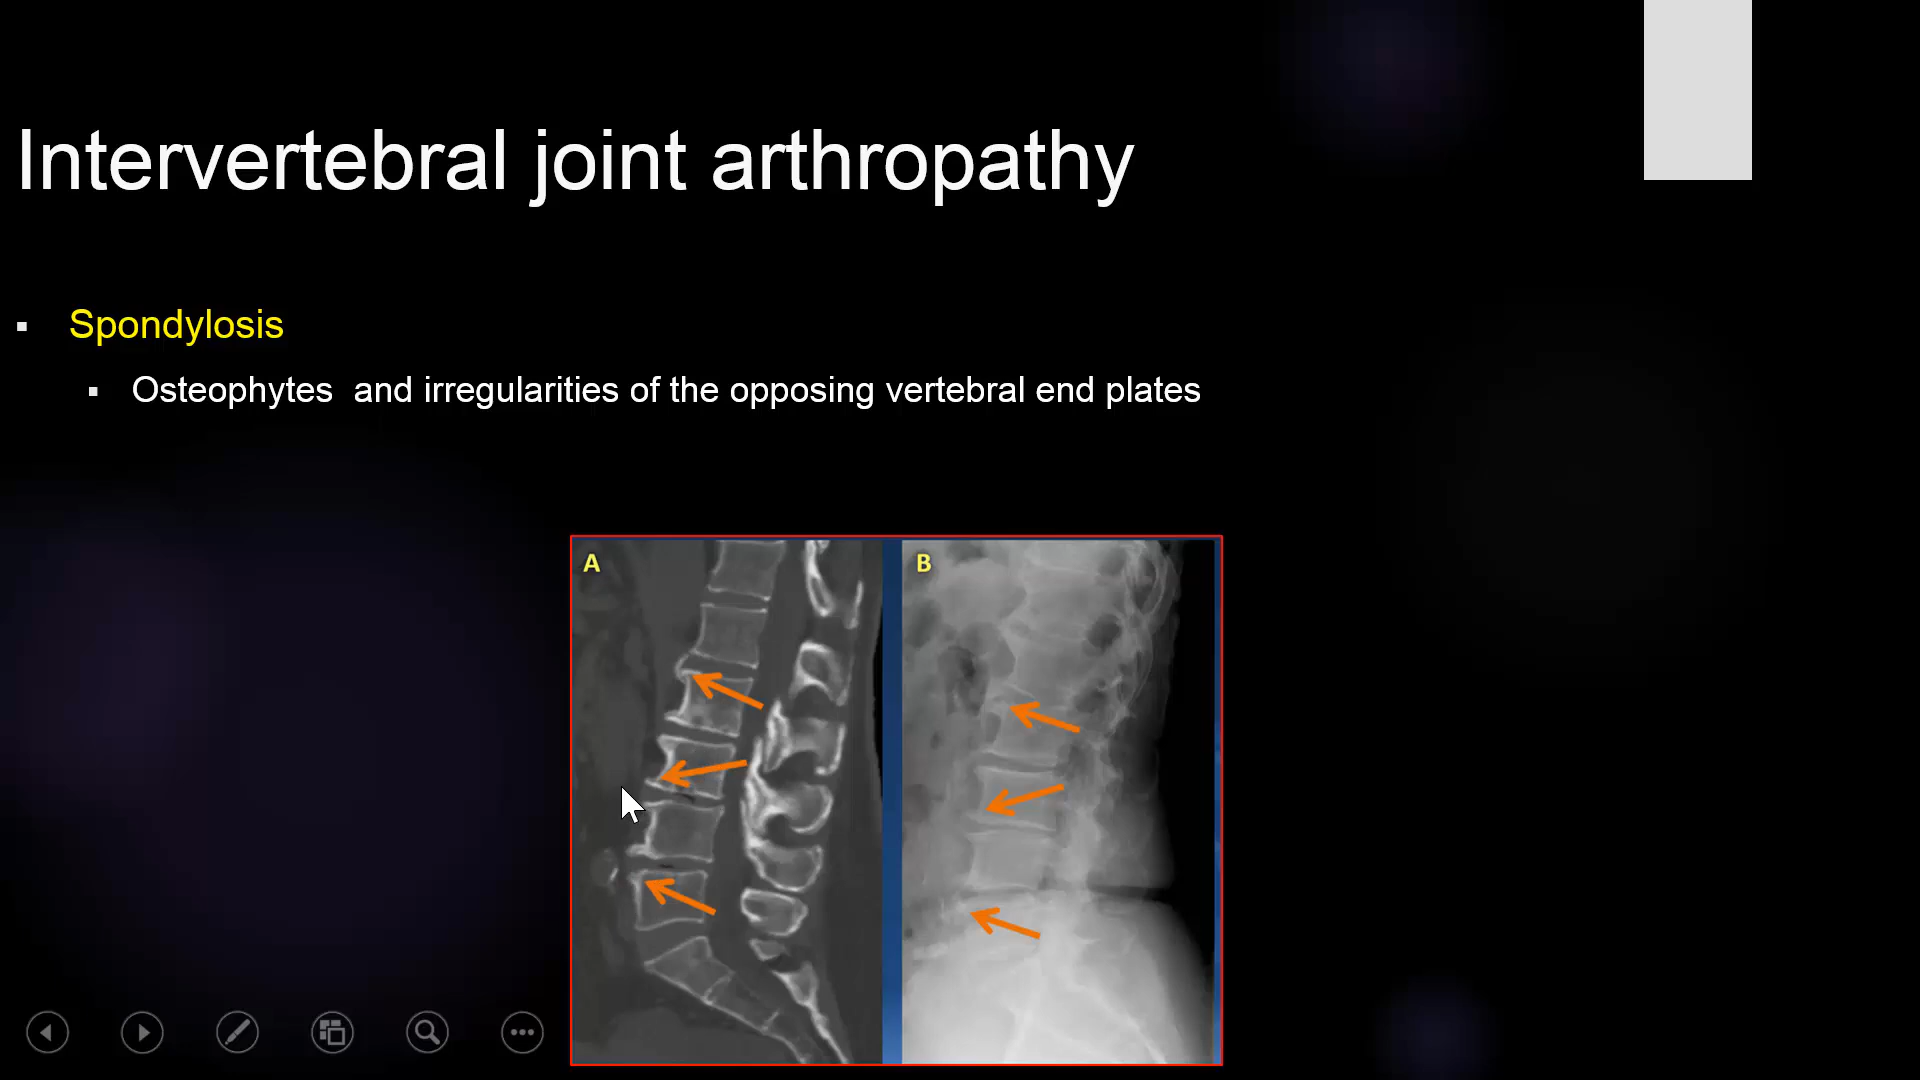 Intervertebral joint arthropathy
Spondylosis
Osteophytes  and irregularities of the opposing vertebral end plates
A
B